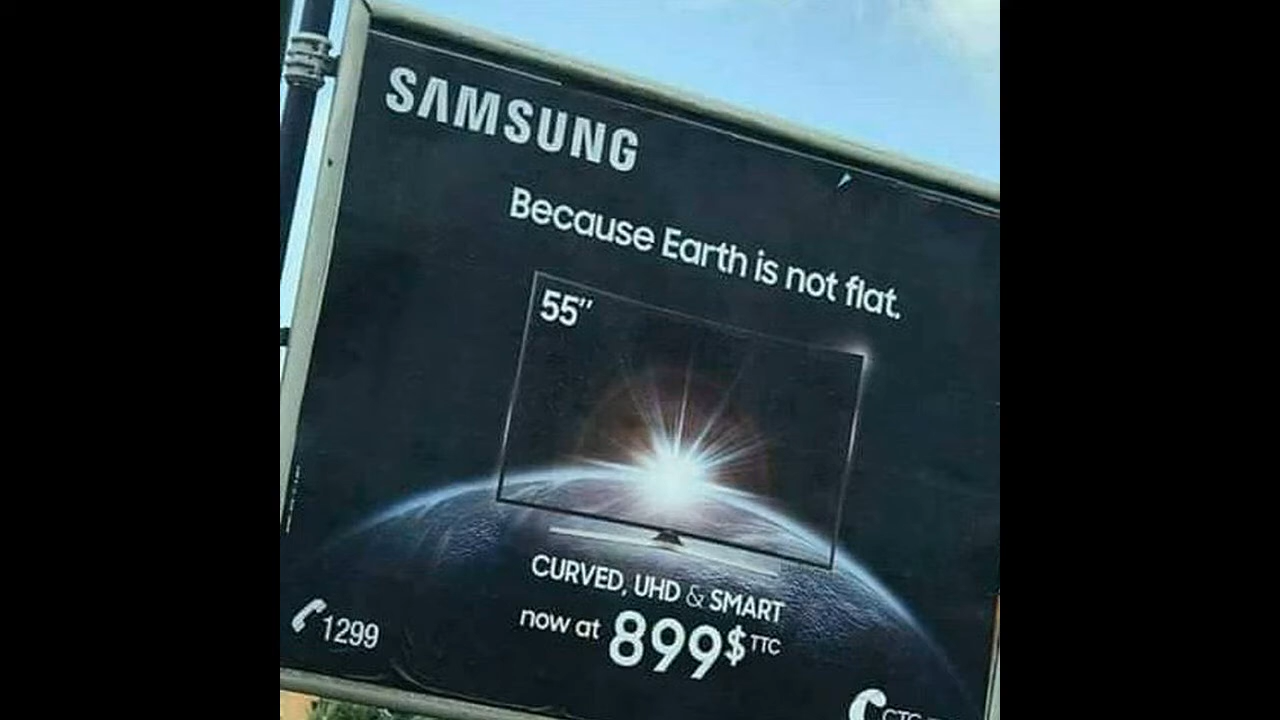 SAMSUNG
Because Earth is not flat.
55"
CURVED, UHD & SMART
now at 899$ TTC
1299